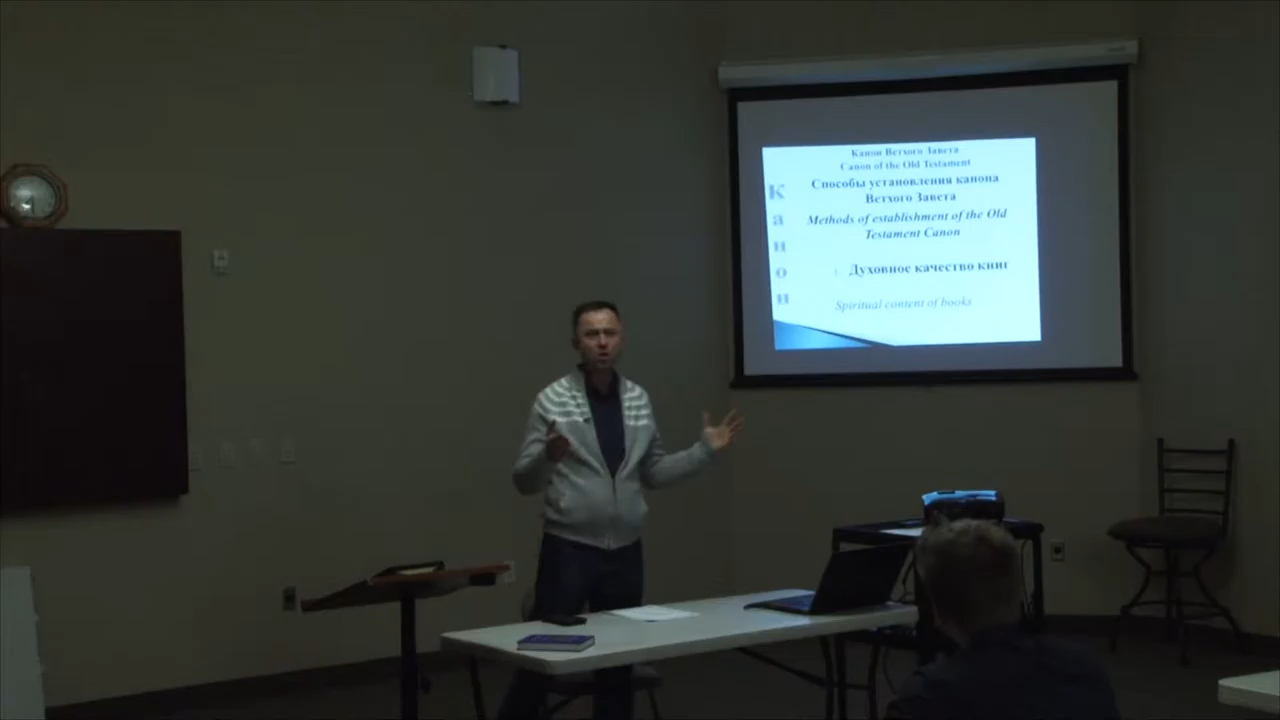 Канон Ветхого Завета
Canon of the Old Testament
Способы установления канона
Ветхого Завета
Methods of establishment of the Old
Testament Canon
1. Духовное качество книг
Spiritual content of books
К
а
н
о
н